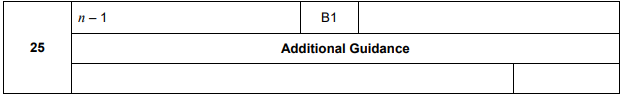 n – 1 B1
25
Additional Guidance